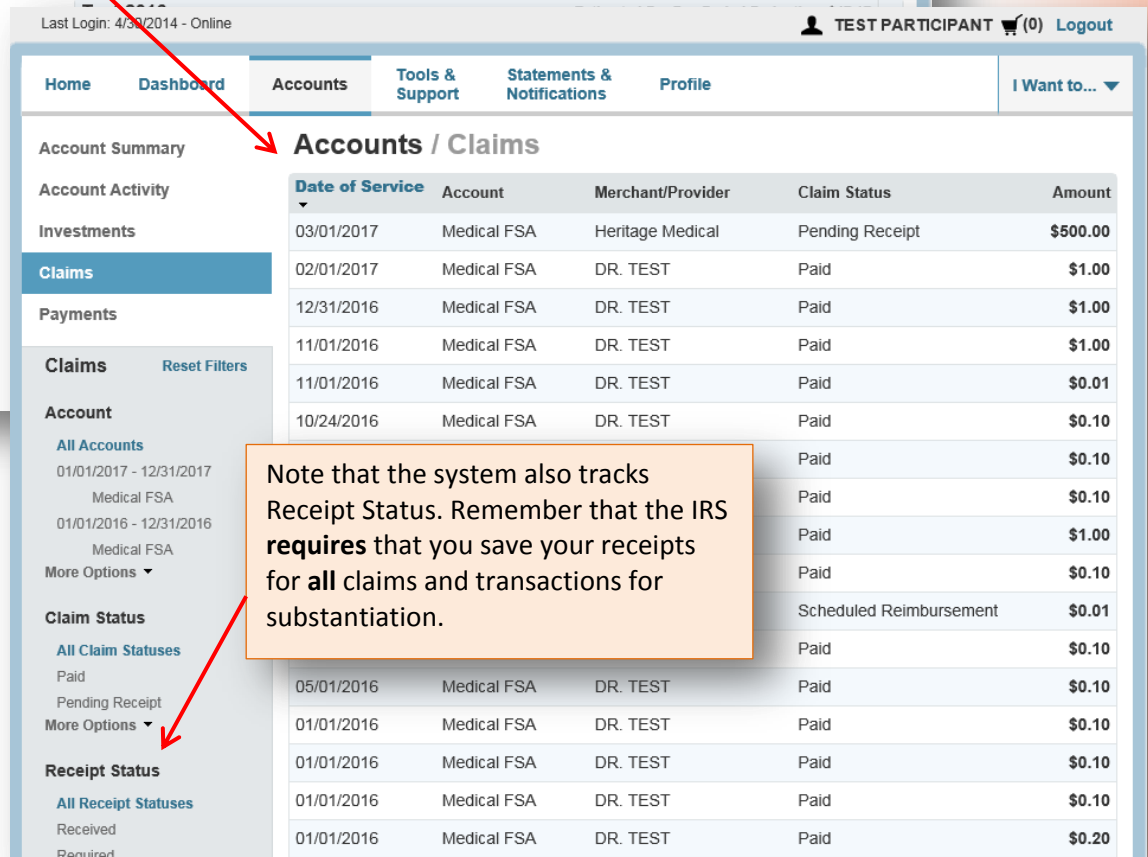 Last Login: 4/30/2014 - Online TEST PARTICIPANT (0) Logout
Home Dashboard Accounts Tools & Support Statements & Notifications Profile I Want to...
Account Summary
Account Activity
Investments
Claims
Payments
Claims Reset Filters
Account
All Accounts
01/01/2017 - 12/31/2017
Medical FSA
01/01/2016 - 12/31/2016
Medical FSA
More Options
Claim Status
All Claim Statuses
Paid
Pending Receipt
More Options
Receipt Status
All Receipt Statuses
Received
Required
Accounts / Claims
Date of Service Account Merchant/Provider Claim Status Amount
03/01/2017 Medical FSA Heritage Medical Pending Receipt $500.00
02/01/2017 Medical FSA DR. TEST Paid $1.00
12/31/2016 Medical FSA DR. TEST Paid $1.00
11/01/2016 Medical FSA DR. TEST Paid $1.00
11/01/2016 Medical FSA DR. TEST Paid $0.01
10/24/2016 Medical FSA DR. TEST Paid $0.10
Paid $0.10
Paid $0.10
Paid $1.00
Paid $0.10
Scheduled Reimbursement $0.01
Paid $0.10
05/01/2016 Medical FSA DR. TEST Paid $0.10
01/01/2016 Medical FSA DR. TEST Paid $0.10
01/01/2016 Medical FSA DR. TEST Paid $0.10
01/01/2016 Medical FSA DR. TEST Paid $0.10
01/01/2016 Medical FSA DR. TEST Paid $0.20
Note that the system also tracks
Receipt Status. Remember that the IRS
requires that you save your receipts
for all claims and transactions for
substantiation.